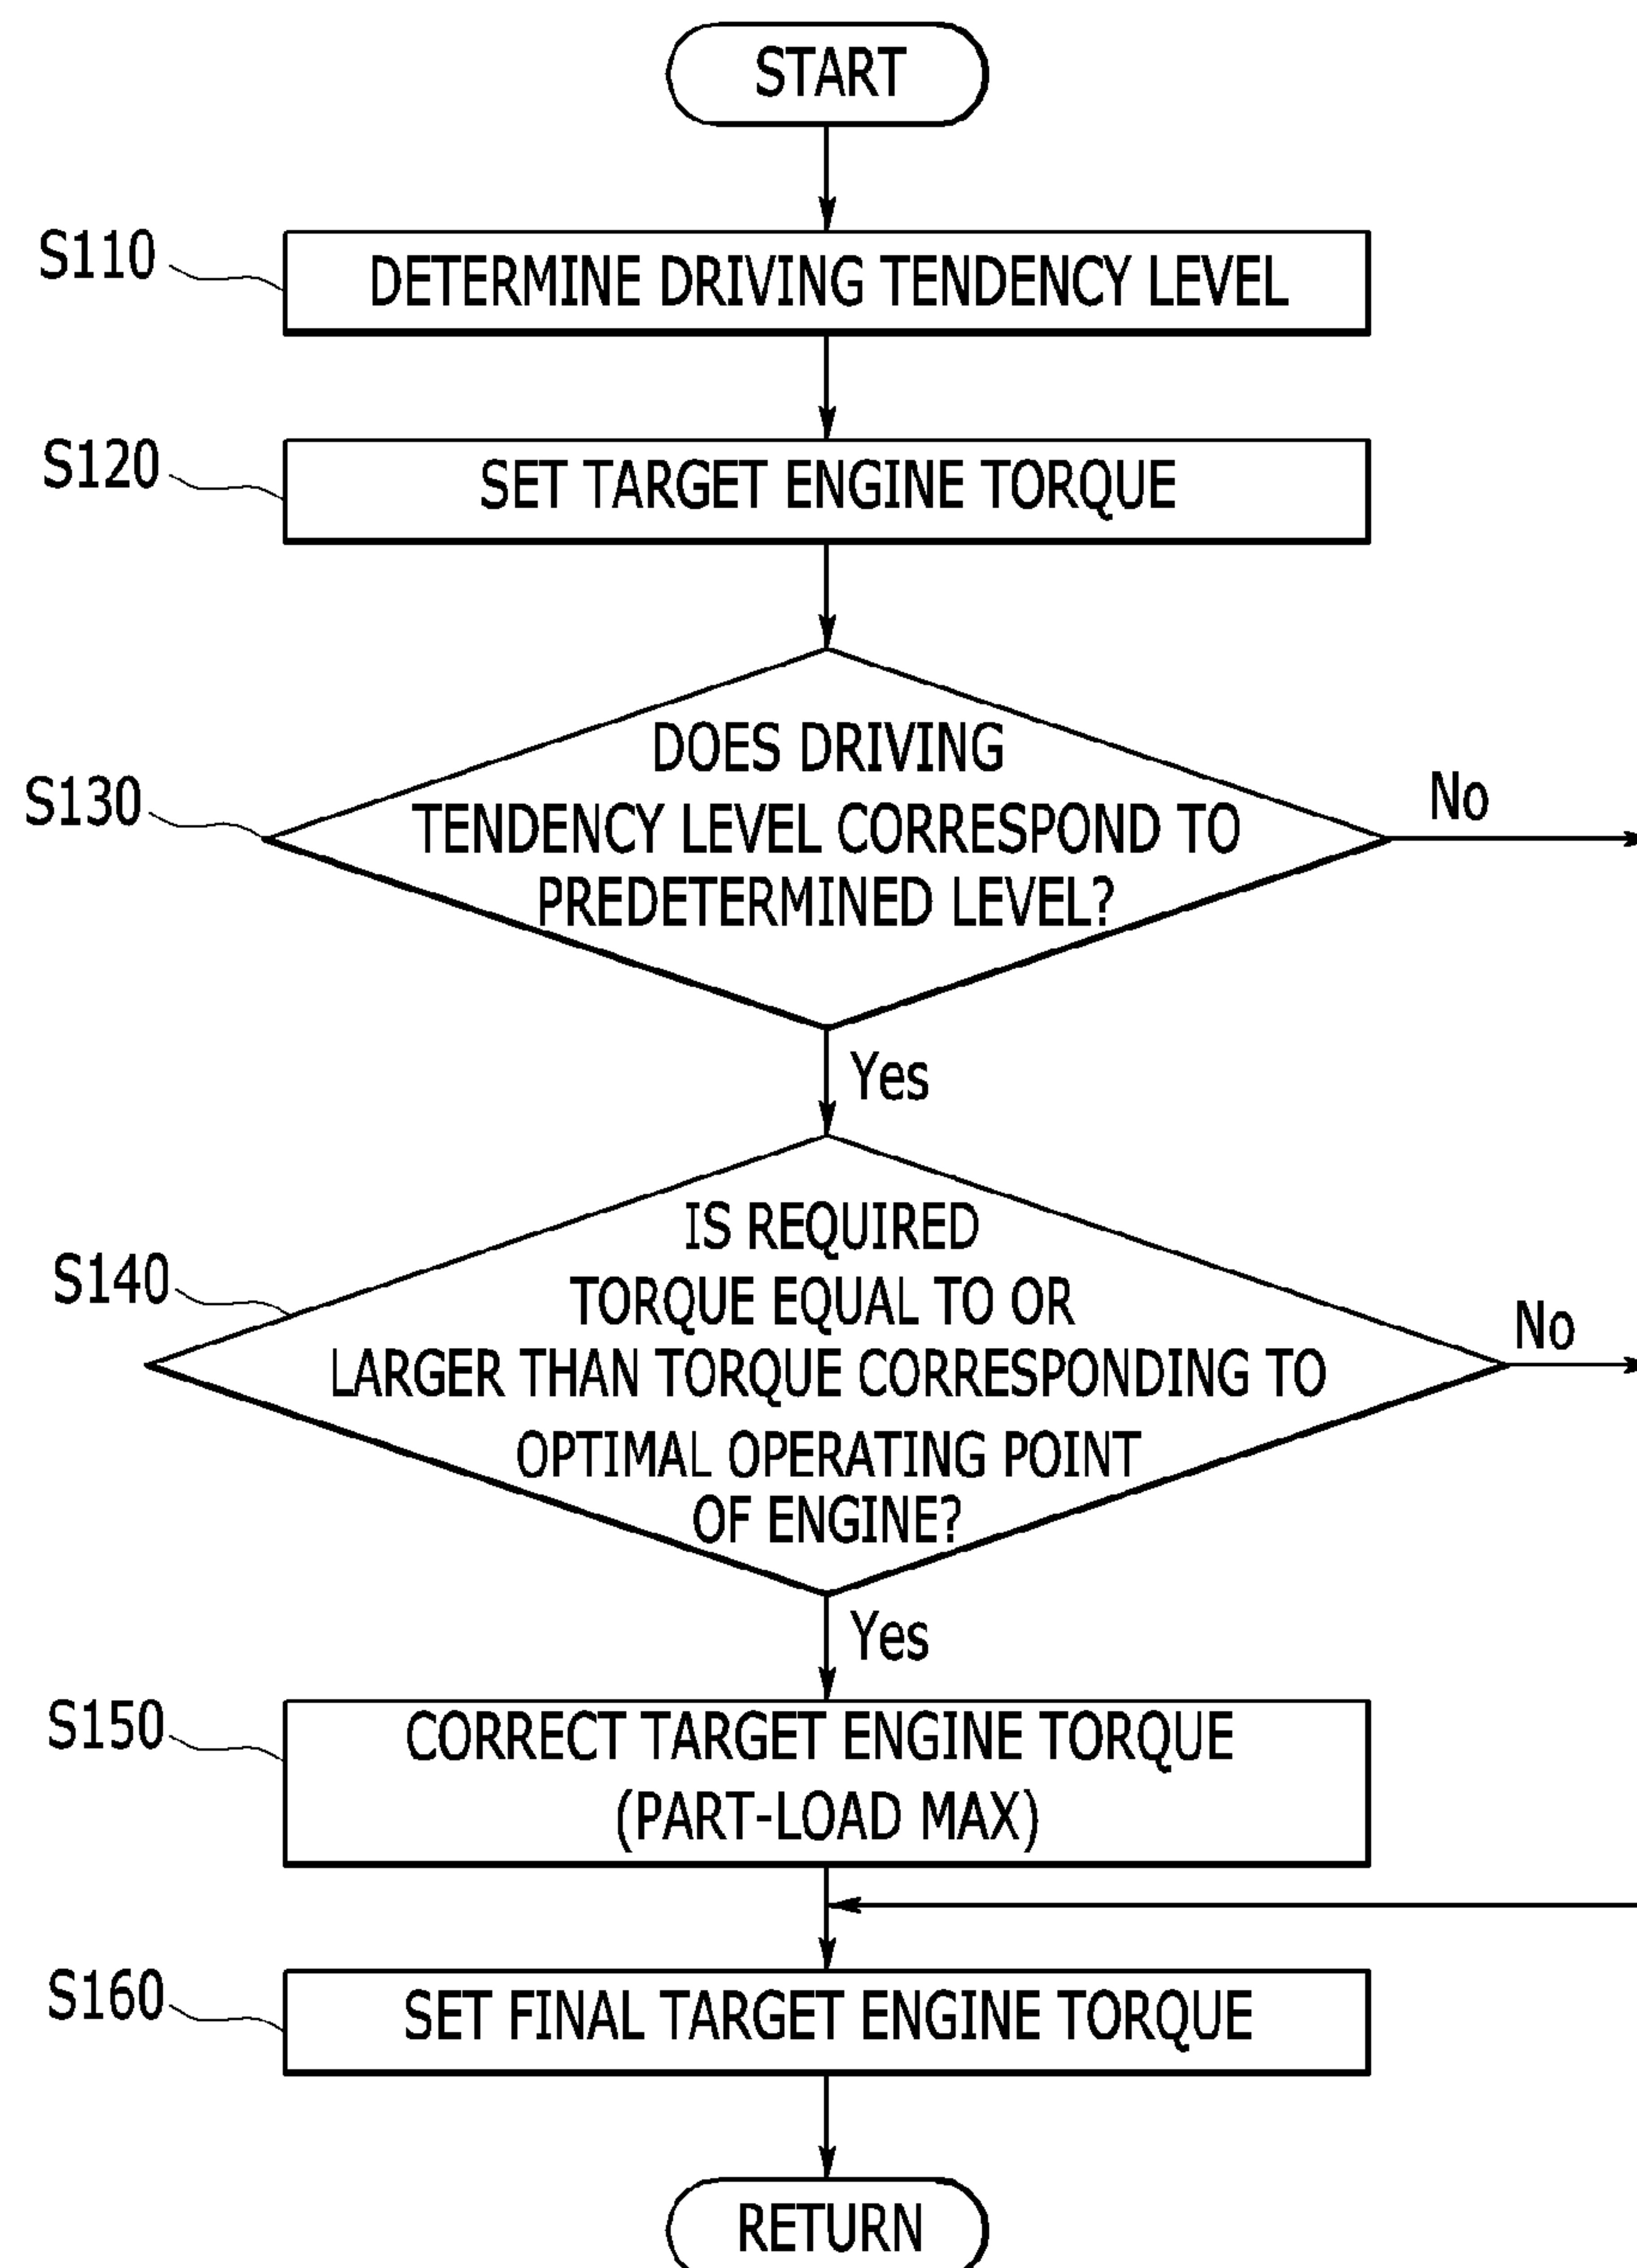 START
S110
DETERMINE DRIVING TENDENCY LEVEL
S120
SET TARGET ENGINE TORQUE
S130
DOES DRIVING
TENDENCY LEVEL CORRESPOND TO
PREDETERMINED LEVEL?
No
Yes
S140
IS REQUIRED
TORQUE EQUAL TO OR
LARGER THAN TORQUE CORRESPONDING TO
OPTIMAL OPERATING POINT
OF ENGINE?
No
Yes
S150
CORRECT TARGET ENGINE TORQUE
(PART-LOAD MAX)
S160
SET FINAL TARGET ENGINE TORQUE
RETURN